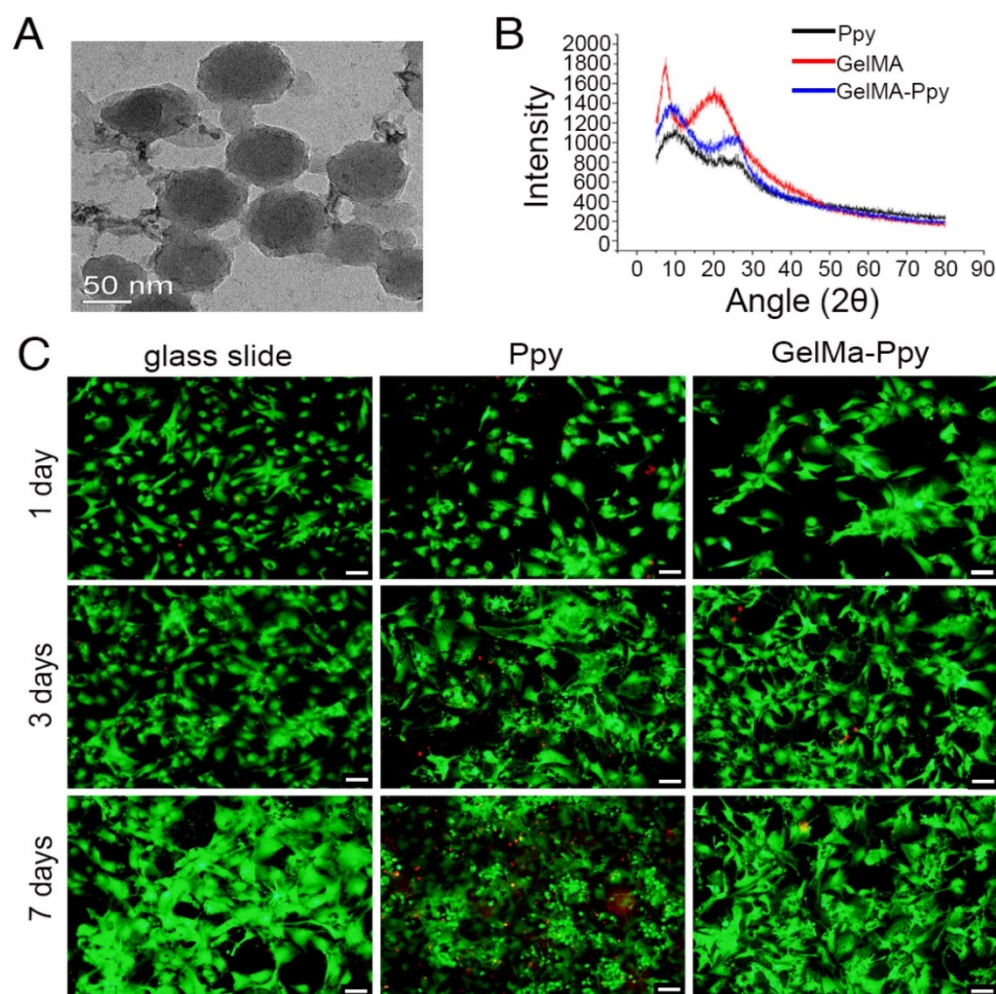 A
50 nm
B
2000
1800
1600
1400
1200
1000
800
600
400
200
0
Intensity
0 10 20 30 40 50 60 70 80 90
Angle (2θ)
Ppy
GelMA
GelMA-Ppy
C
glass slide Ppy GelMa-Ppy
1 day
3 days
7 days